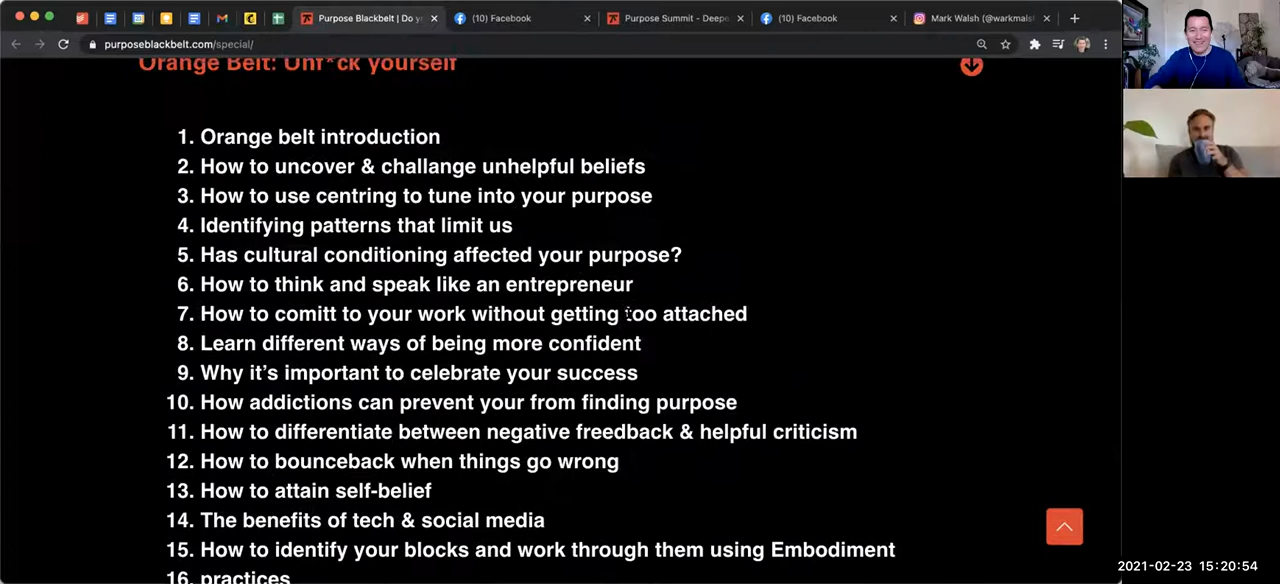 Purpose Blackbelt | Do y
(10) Facebook
Purpose Summit - Deepe
(10) Facebook
Mark Walsh (@warkmals
purposeblackbelt.com/special/
Orange Belt: Unf*ck yourself
1. Orange belt introduction
2. How to uncover & challange unhelpful beliefs
3. How to use centring to tune into your purpose
4. Identifying patterns that limit us
5. Has cultural conditioning affected your purpose?
6. How to think and speak like an entrepreneur
7. How to comitt to your work without getting too attached
8. Learn different ways of being more confident
9. Why it's important to celebrate your success
10. How addictions can prevent your from finding purpose
11. How to differentiate between negative freedback & helpful criticism
12. How to bounceback when things go wrong
13. How to attain self-belief
14. The benefits of tech & social media
15. How to identify your blocks and work through them using Embodiment
16. practices
2021-02-23 15:20:54